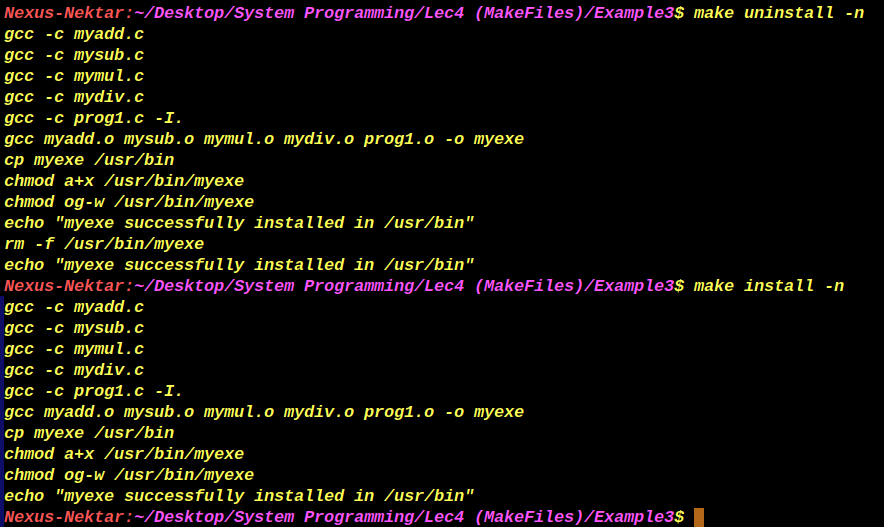 Nexus-Nektar:~/Desktop/System Programming/Lec4 (MakeFiles)/Example3$ make uninstall -n
gcc -c myadd.c
gcc -c mysub.c
gcc -c mymul.c
gcc -c mydiv.c
gcc -c prog1.c -I.
gcc myadd.o mysub.o mymul.o mydiv.o prog1.o -o myexe
cp myexe /usr/bin
chmod a+x /usr/bin/myexe
chmod og-w /usr/bin/myexe
echo "myexe successfully installed in /usr/bin"
rm -f /usr/bin/myexe
echo "myexe successfully installed in /usr/bin"
Nexus-Nektar:~/Desktop/System Programming/Lec4 (MakeFiles)/Example3$ make install -n
gcc -c myadd.c
gcc -c mysub.c
gcc -c mymul.c
gcc -c mydiv.c
gcc -c prog1.c -I.
gcc myadd.o mysub.o mymul.o mydiv.o prog1.o -o myexe
cp myexe /usr/bin
chmod a+x /usr/bin/myexe
chmod og-w /usr/bin/myexe
echo "myexe successfully installed in /usr/bin"
Nexus-Nektar:~/Desktop/System Programming/Lec4 (MakeFiles)/Example3$